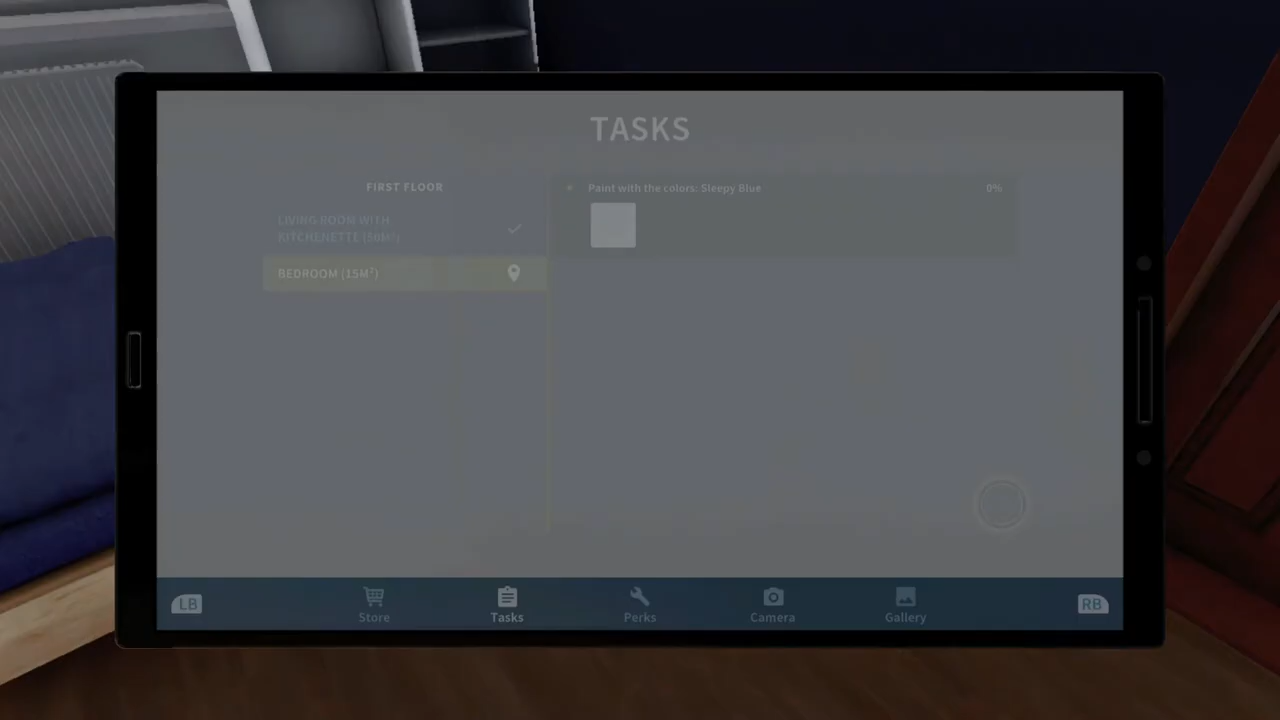 TASKS
FIRST FLOOR
LIVING ROOM WITH
KITCHENETTE (50M²)
BEDROOM (15M²)
Paint with the colors: Sleepy Blue 0%
LB Store Tasks Perks Camera Gallery RB